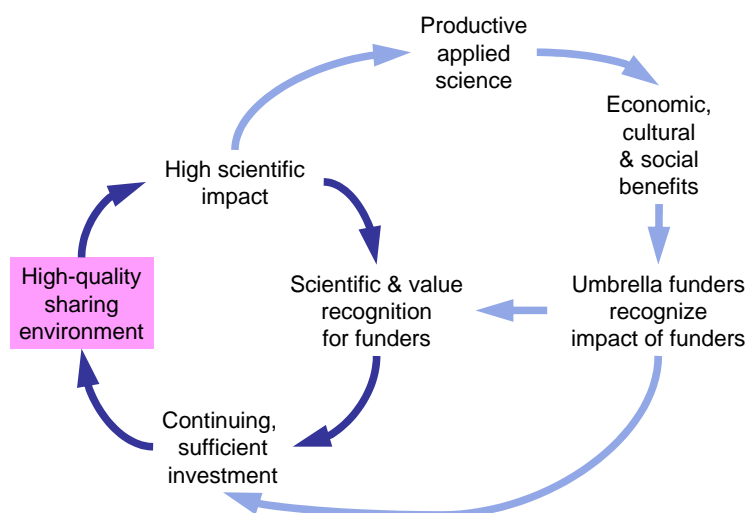 Productive
applied
science
Economic,
cultural
& social
benefits
High scientific
impact
High-quality
sharing
environment
Scientific & value
recognition
for funders
Umbrella funders
recognize
impact of funders
Continuing,
sufficient
investment